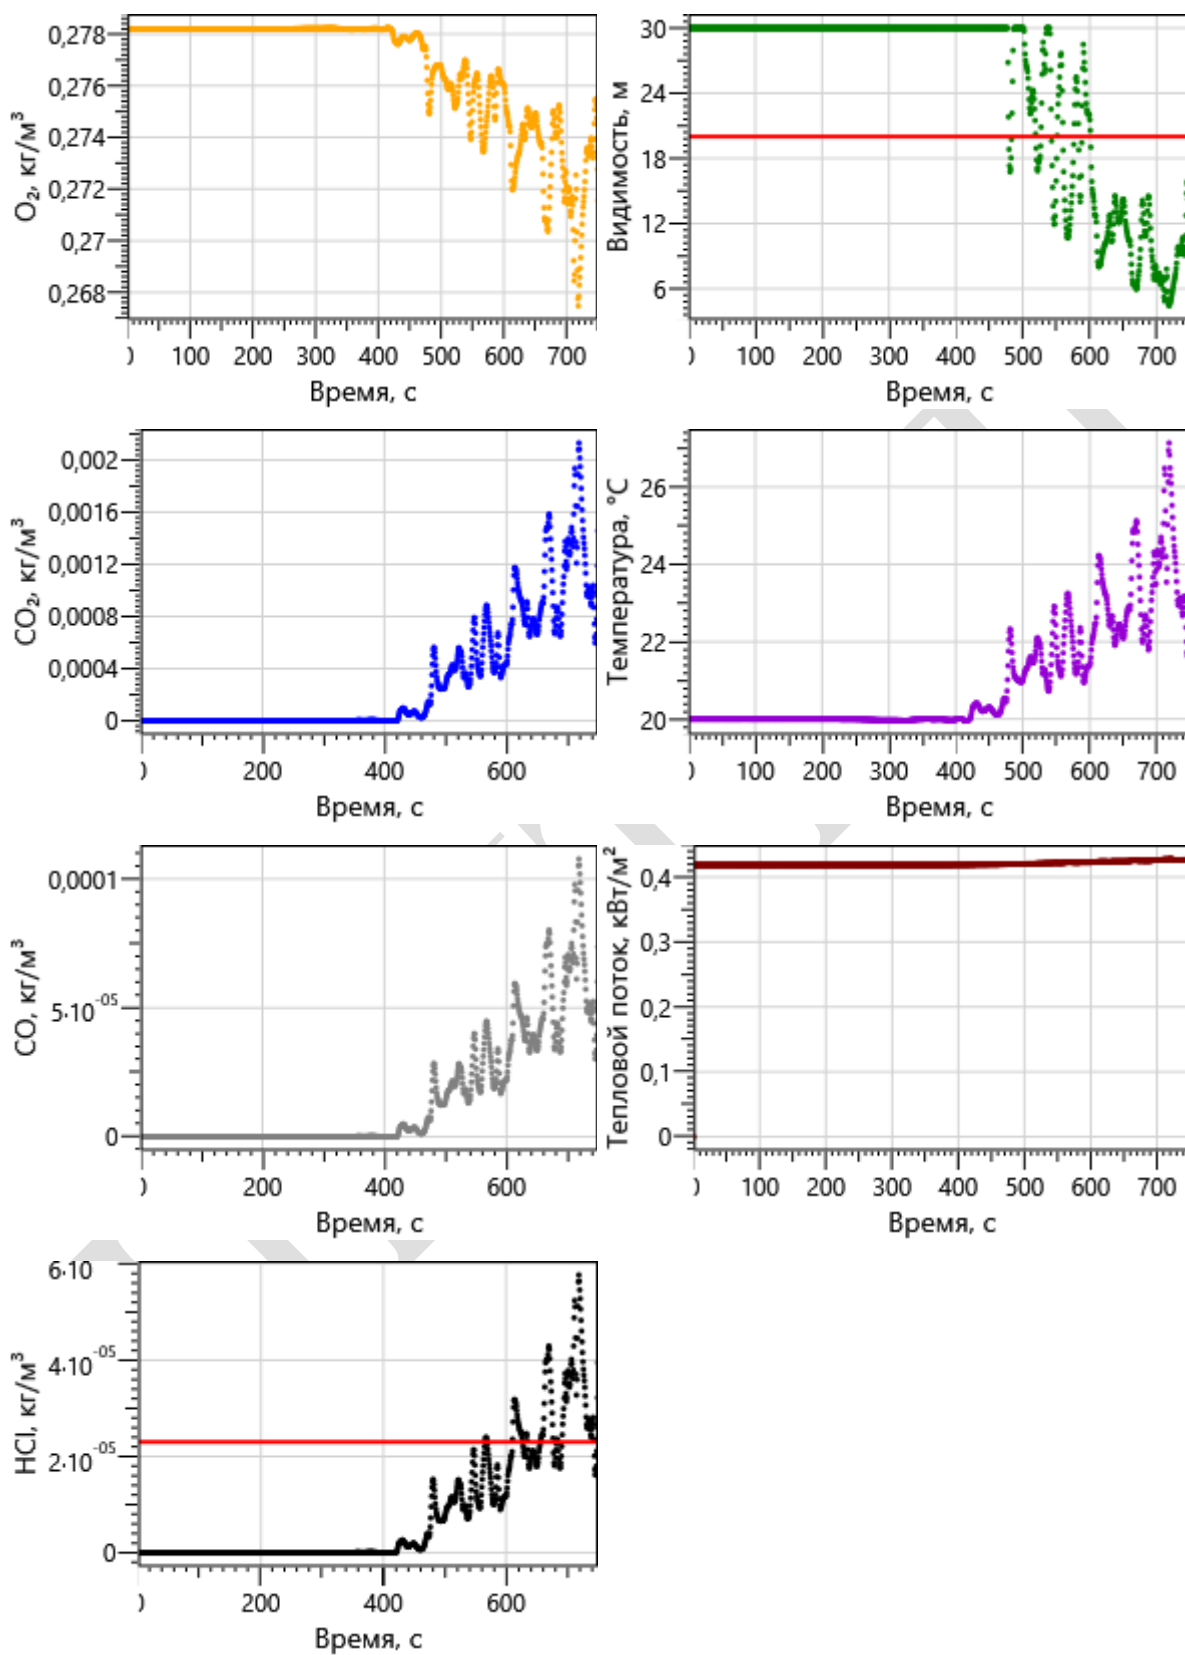 0,278
0,276
0,274
0,272
0,27
0,268
O₂, кг/м³
100 200 300 400 500 600 700
Время, с
30
24
18
12
6
Видимость, м
100 200 300 400 500 600 700
Время, с
0,002
0,0016
0,0012
0,0008
0,0004
0
CO₂, кг/м³
200 400 600
Время, с
26
24
22
20
Температура, °C
100 200 300 400 500 600 700
Время, с
0,0001
5·10⁻⁰⁵
0
CO, кг/м³
200 400 600
Время, с
0,4
0,3
0,2
0,1
0
Тепловой поток, кВт/м²
100 200 300 400 500 600 700
Время, с
6·10
4·10⁻⁰⁵
2·10⁻⁰⁵
0
HCl, кг/м³
200 400 600
Время, с